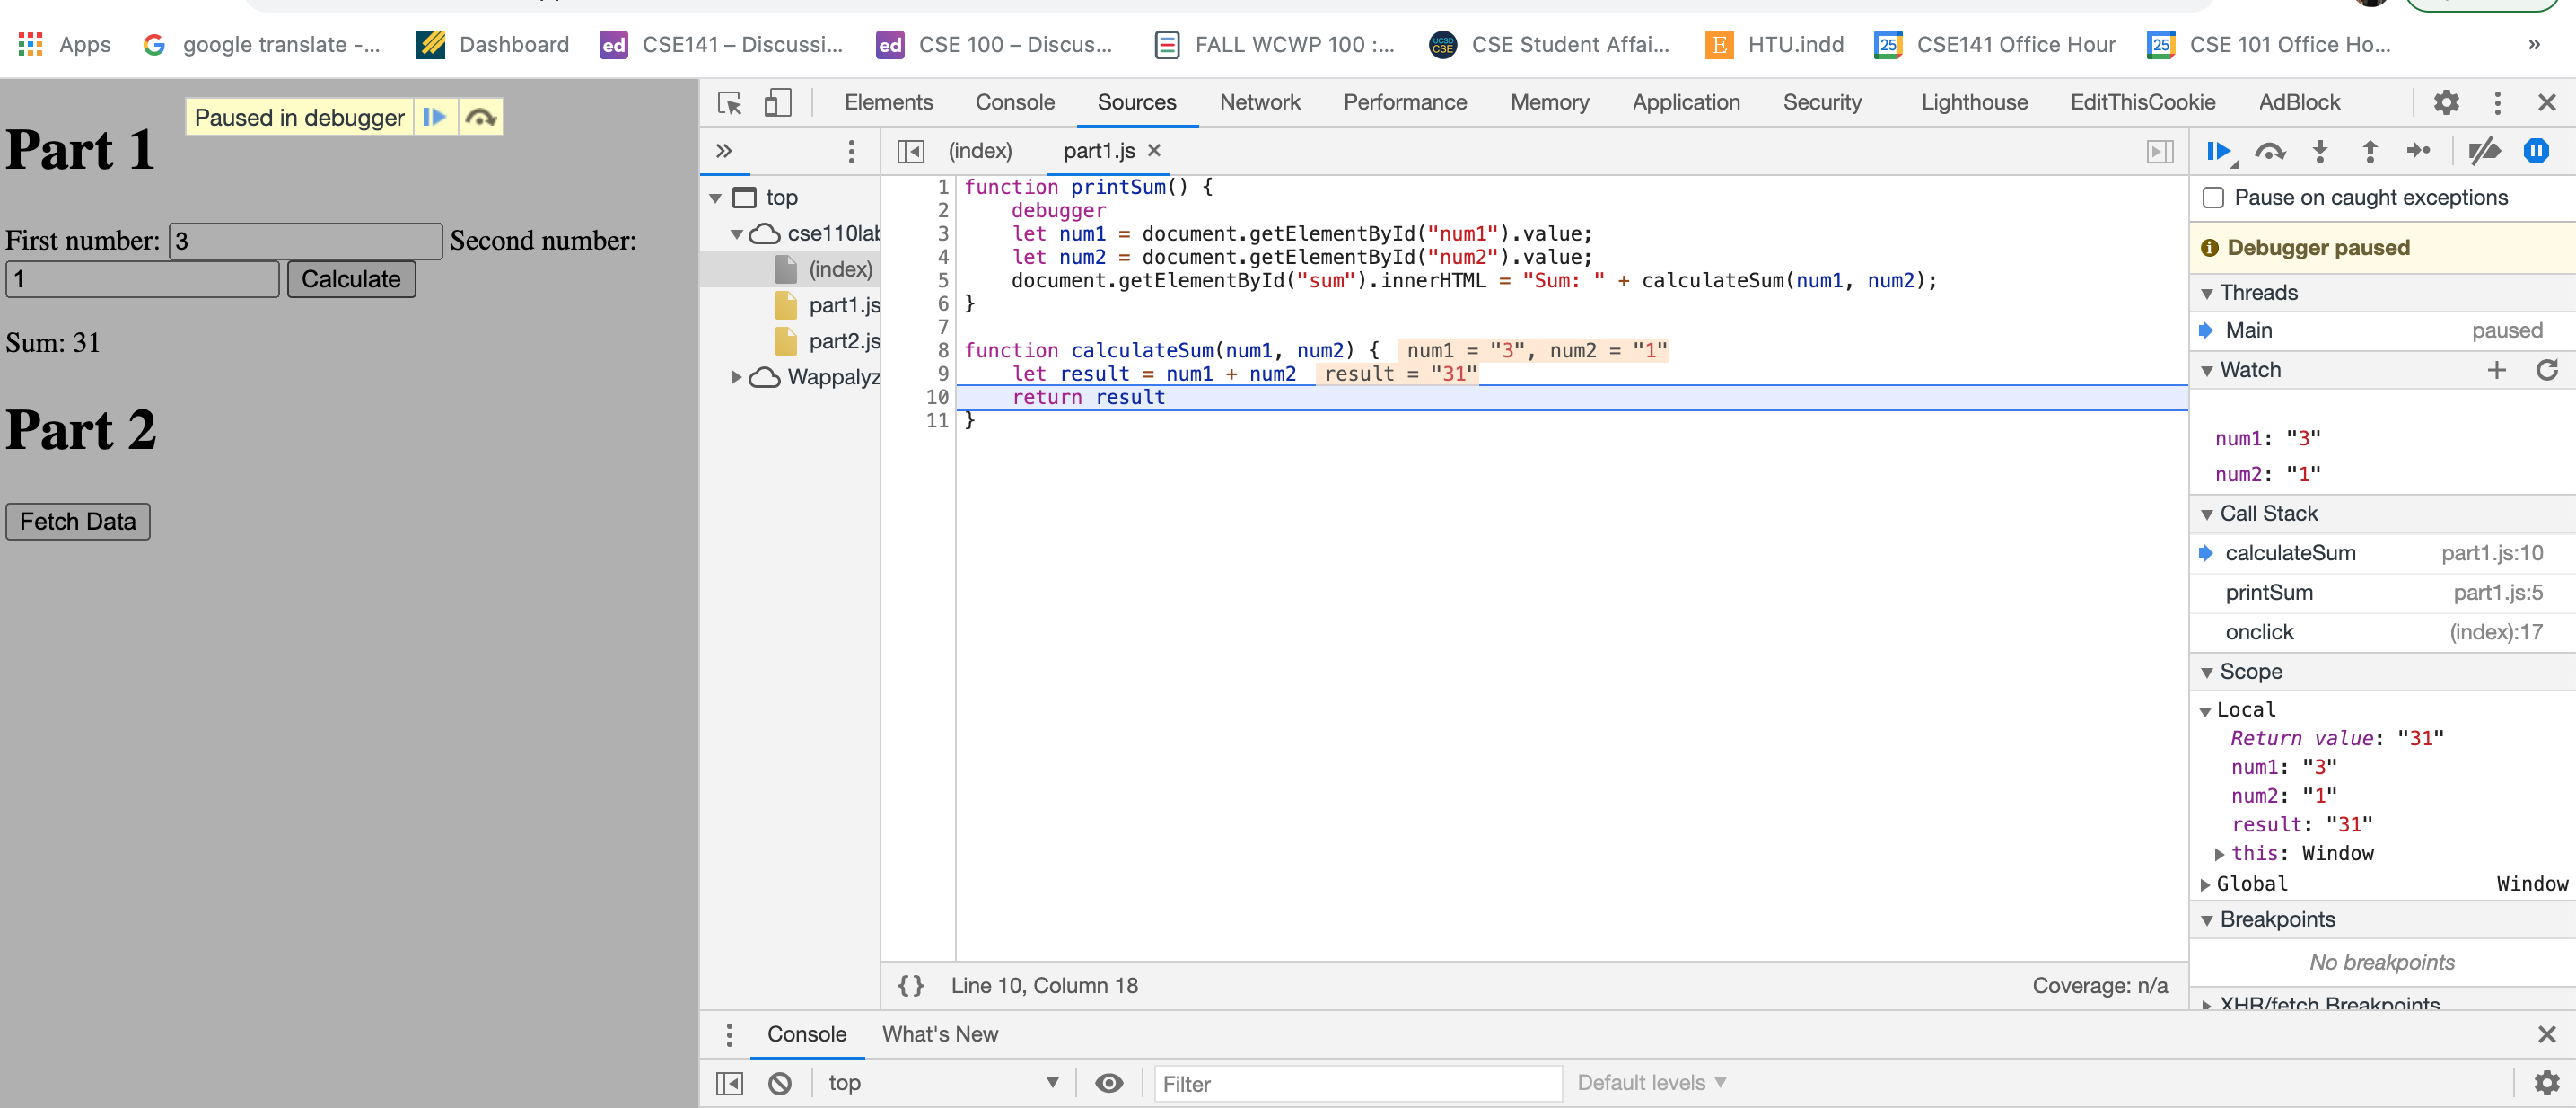 Apps google translate -... Dashboard CSE141 – Discussi... CSE 100 – Discus... FALL WCWP 100 :... CSE Student Affai... HTU.indd CSE141 Office Hour CSE 101 Office Ho... »
Paused in debugger
Part 1
First number: 3 Second number:
1 Calculate
Sum: 31
Part 2
Fetch Data
Elements Console Sources Network Performance Memory Application Security Lighthouse EditThisCookie AdBlock
» (index) part1.js
top
cse110lab
(index)
part1.js
part2.js
Wappalyz
1 function printSum() {
2 debugger
3 let num1 = document.getElementById("num1").value;
4 let num2 = document.getElementById("num2").value;
5 document.getElementById("sum").innerHTML = "Sum: " + calculateSum(num1, num2);
6 }
7
8 function calculateSum(num1, num2) { num1 = "3", num2 = "1"
9 let result = num1 + num2 result = "31"
10 return result
11 }
{} Line 10, Column 18 Coverage: n/a
Pause on caught exceptions
Debugger paused
Threads
Main paused
Watch
num1: "3"
num2: "1"
Call Stack
calculateSum part1.js:10
printSum part1.js:5
onclick (index):17
Scope
Local
Return value: "31"
num1: "3"
num2: "1"
result: "31"
this: Window
Global Window
Breakpoints
No breakpoints
XHR/fetch Breakpoints
Console What's New
top Filter Default levels